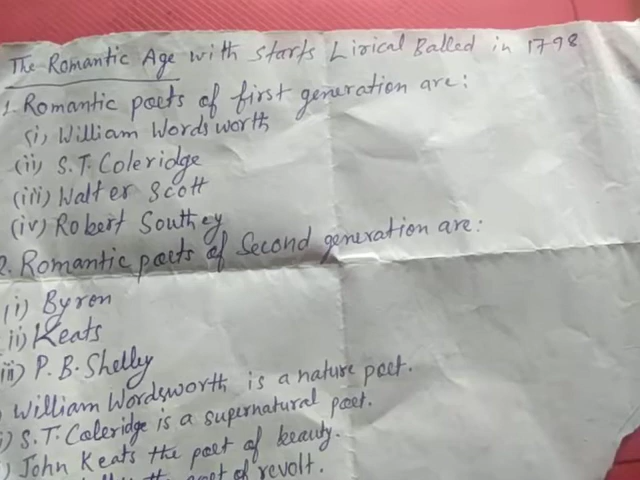 The Romantic Age with starts Lirical Balled in 1798
1. Romantic poets of first generation are:
(i) William Wordsworth
(ii) S.T. Coleridge
(iii) Walter Scott
(iv) Robert Southey
2. Romantic poets of Second generation are:
(i) Byron
ii) Keats
iii) P.B. Shelley
) William Wordsworth is a nature poet.
i) S.T. Coleridge is a supernatural poet.
) John Keats the poet of beauty.
of revolt.